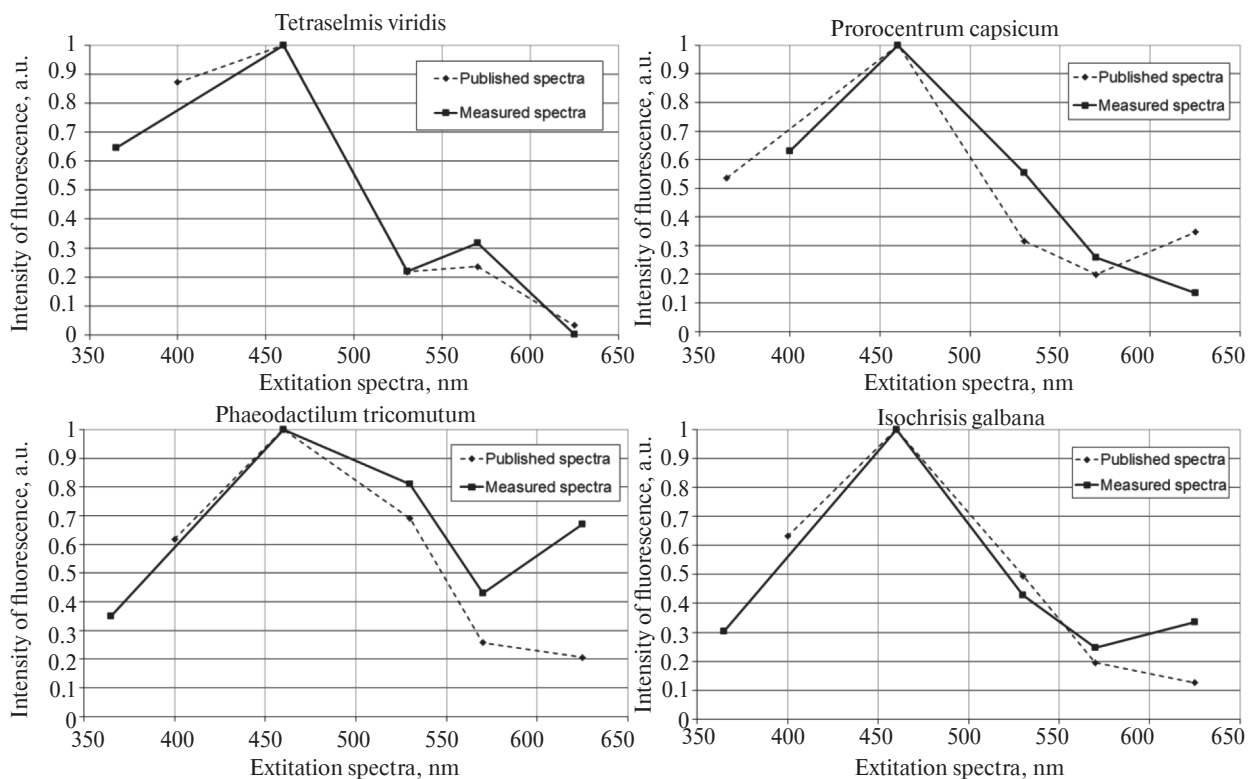 Tetraselmis viridis
Intensity of fluorescence, a.u.
1
0.9
0.8
0.7
0.6
0.5
0.4
0.3
0.2
0.1
0
Published spectra
Measured spectra
350 400 450 500 550 600 650
Extitation spectra, nm
Prorocentrum capsicum
Intensity of fluorescence, a.u.
1
0.9
0.8
0.7
0.6
0.5
0.4
0.3
0.2
0.1
0
Published spectra
Measured spectra
350 400 450 500 550 600 650
Extitation spectra, nm
Phaeodactilum tricomutum
Intensity of fluorescence, a.u.
1
0.9
0.8
0.7
0.6
0.5
0.4
0.3
0.2
0.1
0
Published spectra
Measured spectra
350 400 450 500 550 600 650
Extitation spectra, nm
Isochrisis galbana
Intensity of fluorescence, a.u.
1
0.9
0.8
0.7
0.6
0.5
0.4
0.3
0.2
0.1
0
Published spectra
Measured spectra
350 400 450 500 550 600 650
Extitation spectra, nm